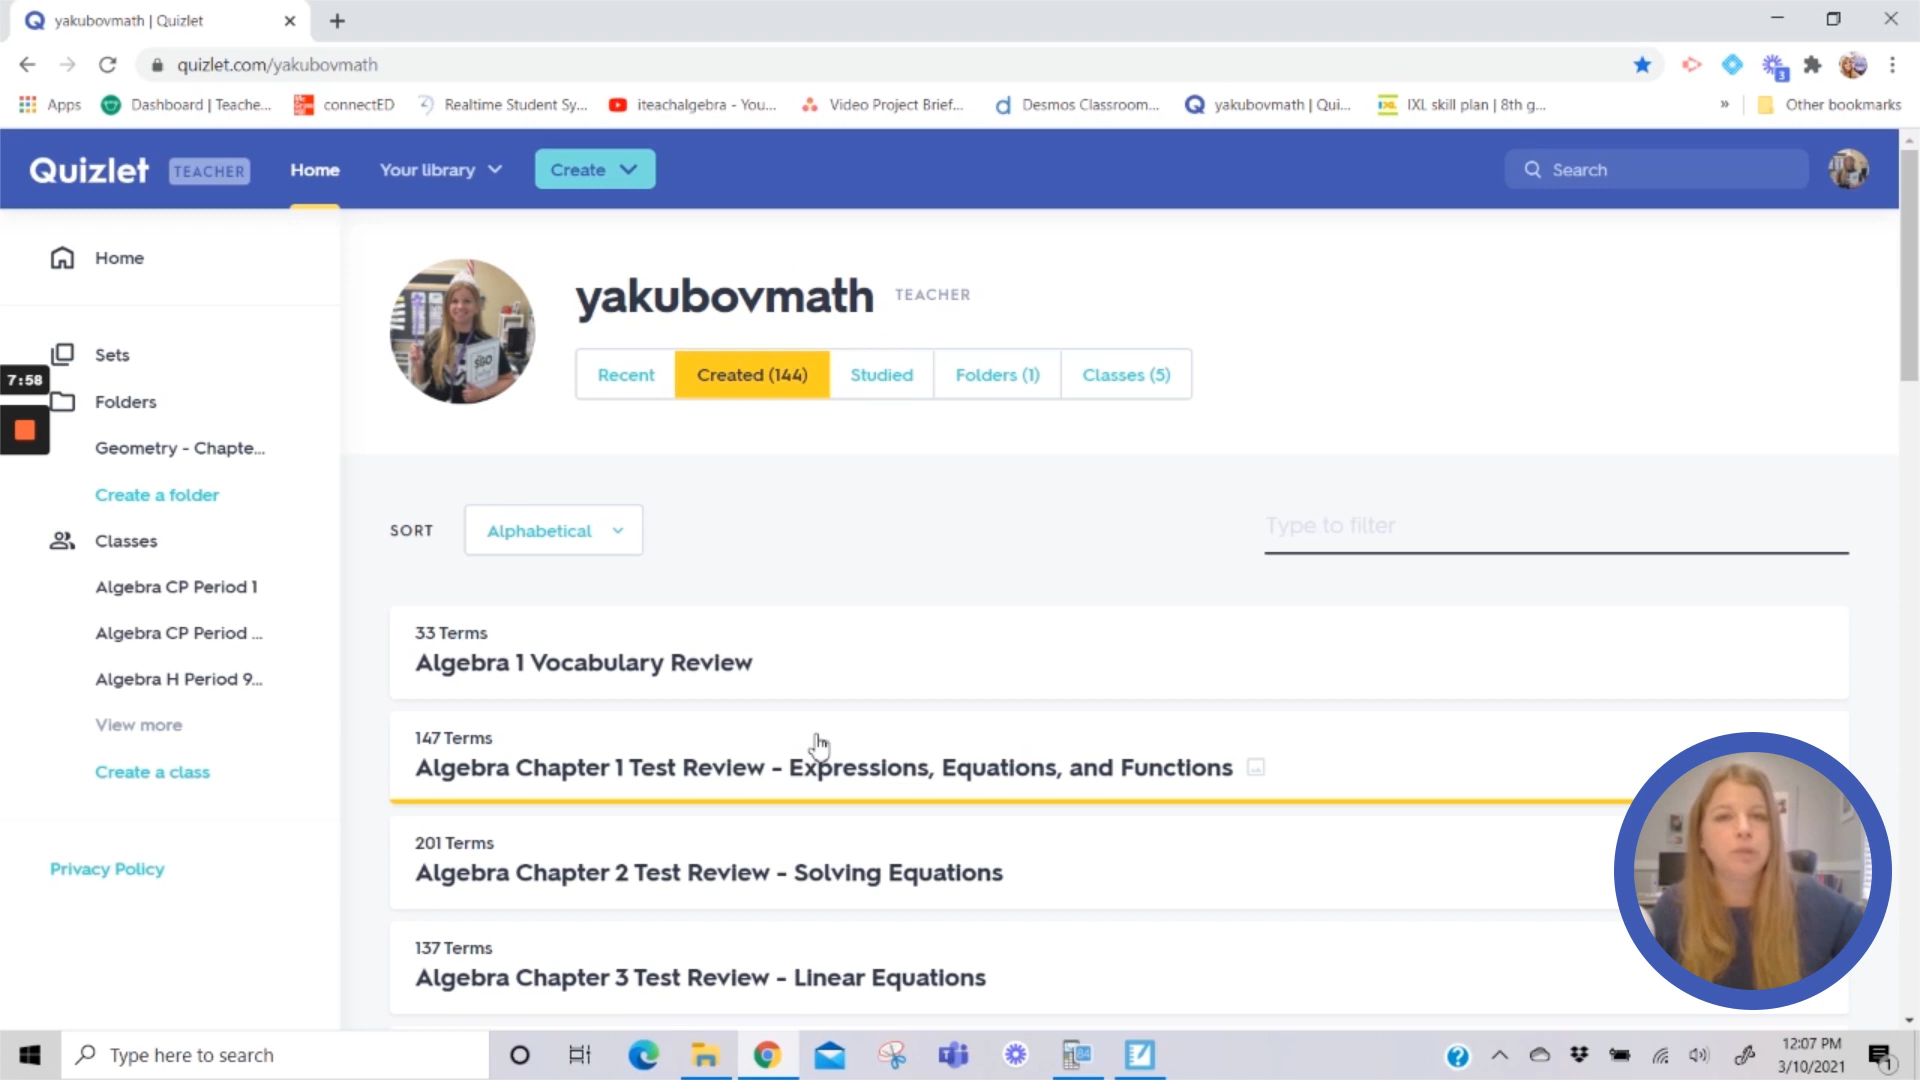 yakubovmath | Quizlet
quizlet.com/yakubovmath
3
Apps
Dashboard | Teache...
connectED
Realtime Student Sy...
iteachalgebra - You...
Video Project Brief...
Desmos Classroom...
yakubovmath | Qui...
IXL skill plan | 8th g...
»
Other bookmarks
Quizlet TEACHER
Home
Your library
Create
Search
Home
Sets
7:58
Folders
Geometry - Chapte...
Create a folder
Classes
Algebra CP Period 1
Algebra CP Period ...
Algebra H Period 9...
View more
Create a class
Privacy Policy
yakubovmath TEACHER
Recent
Created (144)
Studied
Folders (1)
Classes (5)
SORT
Alphabetical
Type to filter
33 Terms
Algebra 1 Vocabulary Review
147 Terms
Algebra Chapter 1 Test Review - Expressions, Equations, and Functions
201 Terms
Algebra Chapter 2 Test Review - Solving Equations
137 Terms
Algebra Chapter 3 Test Review - Linear Equations
Type here to search
12:07 PM
3/10/2021
1